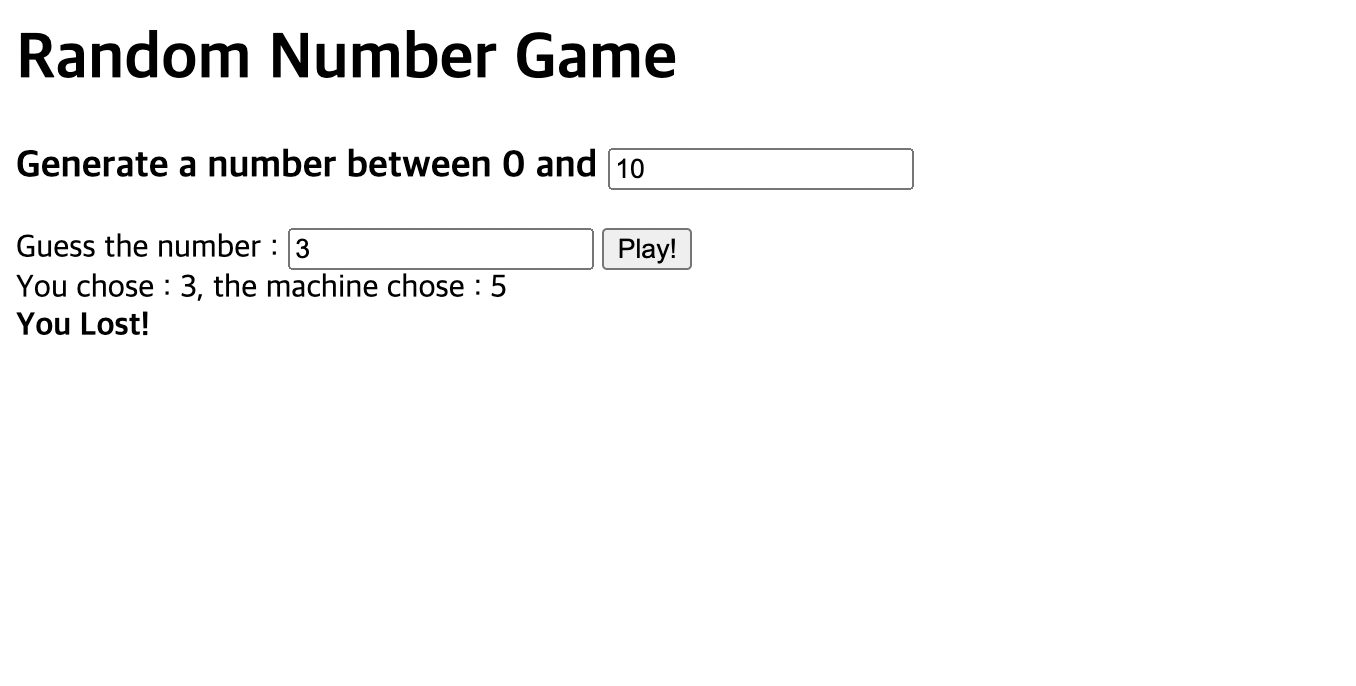 Random Number Game
Generate a number between 0 and 10
Guess the number : 3 Play!
You chose : 3, the machine chose : 5
You Lost!